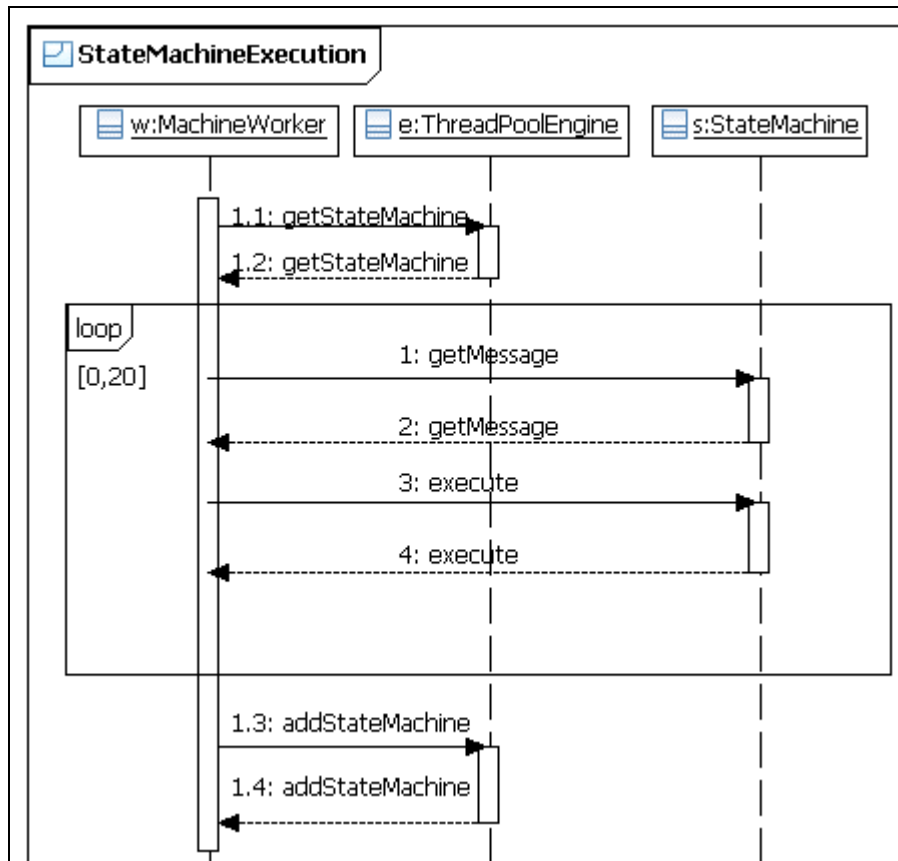 StateMachineExecution
w:MachineWorker
e:ThreadPoolEngine
s:StateMachine
1.1: getStateMachine
1.2: getStateMachine
loop
[0,20]
1: getMessage
2: getMessage
3: execute
4: execute
1.3: addStateMachine
1.4: addStateMachine